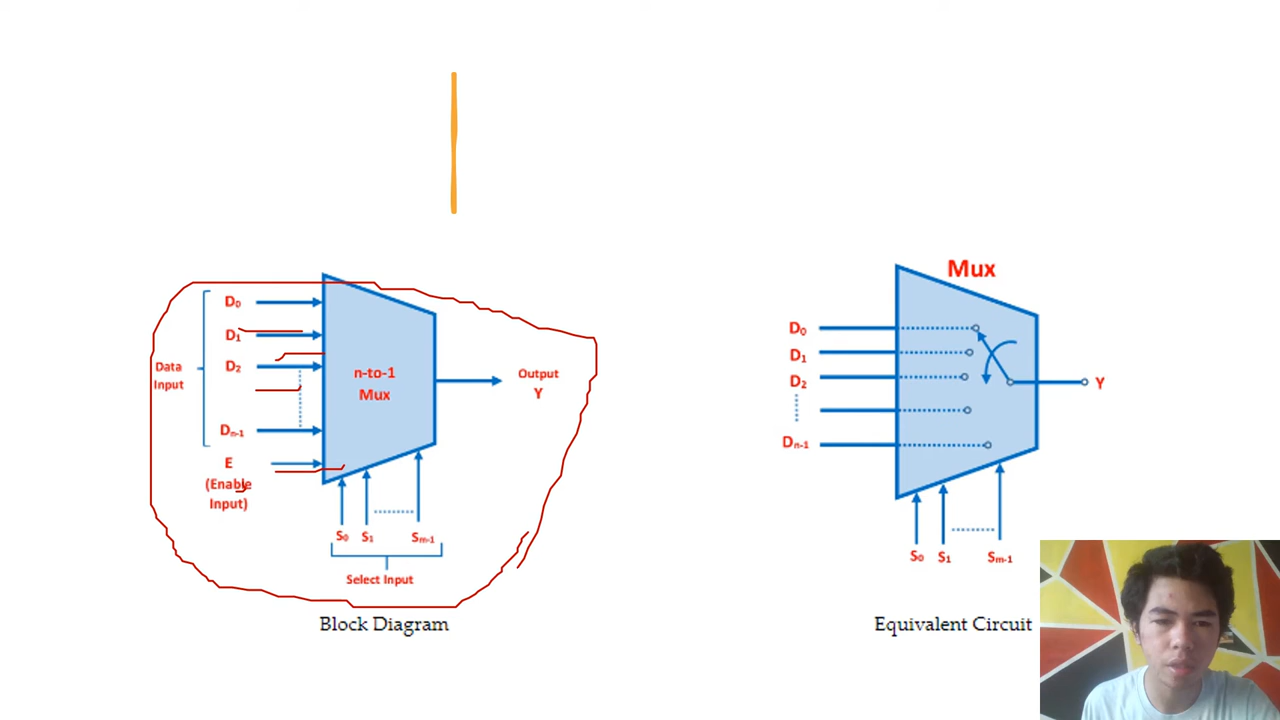 D₀
D₁
D₂
Dₙ₋₁
Data
Input
E
(Enable
Input)
n-to-1
Mux
Output
Y
S₀ S₁ Sₘ₋₁
Select Input
Block Diagram
Mux
D₀
D₁
D₂
Dₙ₋₁
Y
S₀ S₁ Sₘ₋₁
Equivalent Circuit